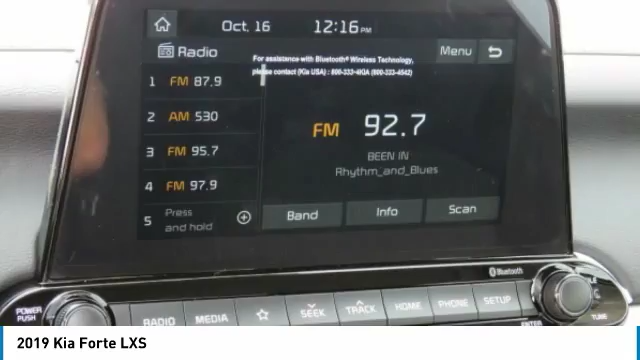 Oct. 16 12:16 PM
Radio
Menu
For assistance with Bluetooth® Wireless Technology,
please contact (Kia USA) : 800-333-4KIA (800-333-4542)
1 FM 87.9
2 AM 530
3 FM 95.7
4 FM 97.9
5 Press
and hold
FM 92.7
BEEN IN
Rhythm_and_Blues
Band Info Scan
Bluetooth
POWER
PUSH
RADIO MEDIA SEEK TRACK HOME PHONE SETUP
ENTER
TUNE
2019 Kia Forte LXS